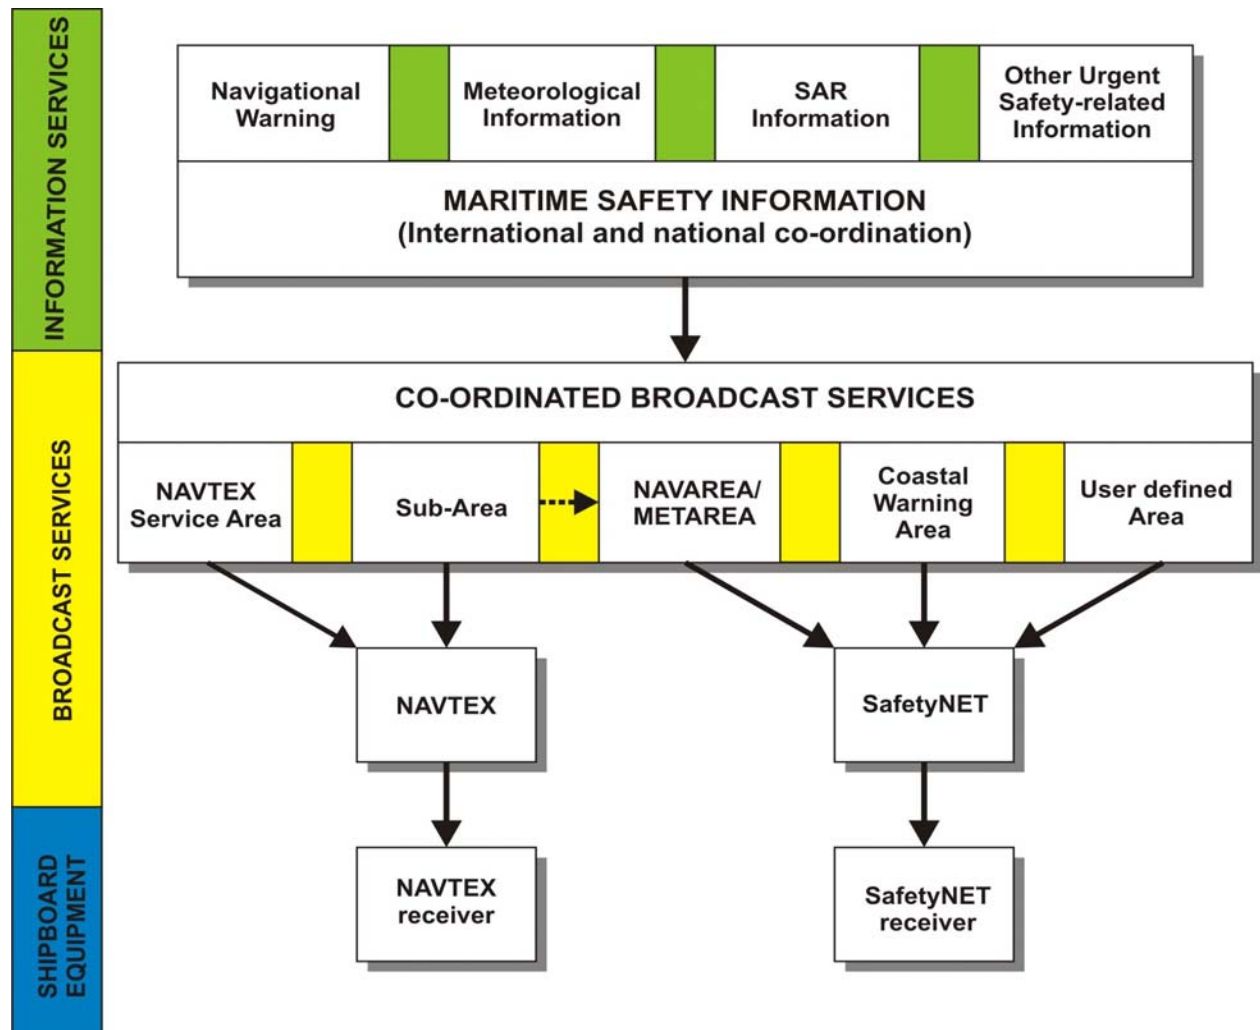 INFORMATION SERVICES
Navigational
Warning
Meteorological
Information
SAR
Information
Other Urgent
Safety-related
Information
MARITIME SAFETY INFORMATION
(International and national co-ordination)
BROADCAST SERVICES
CO-ORDINATED BROADCAST SERVICES
NAVTEX
Service Area
Sub-Area
NAVAREA/
METAREA
Coastal
Warning
Area
User defined
Area
NAVTEX
SafetyNET
SHIPBOARD
EQUIPMENT
NAVTEX
receiver
SafetyNET
receiver